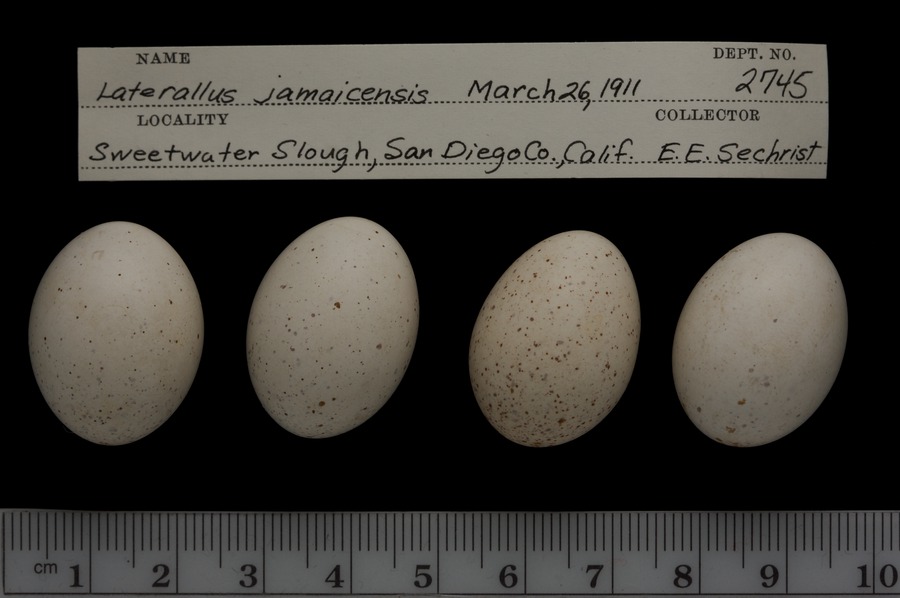 NAME DEPT. NO.
Laterallus jamaicensis March 26, 1911 2745
LOCALITY COLLECTOR
Sweetwater Slough, San Diego Co., Calif. E. E. Sechrist
cm 1 2 3 4 5 6 7 8 9 10